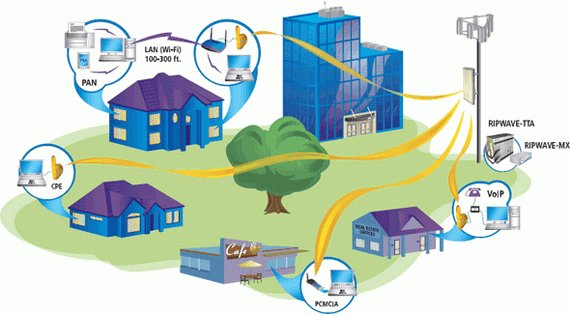 LAN (Wi-Fi)
100-300 ft.
PAN
RIPWAVE-TTA
RIPWAVE-MX
CPE
VoIP
REAL ESTATE
OFFICES
Cafe
PCMCIA